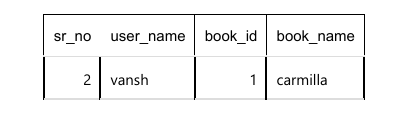 sr_no user_name book_id book_name
2 vansh 1 carmilla